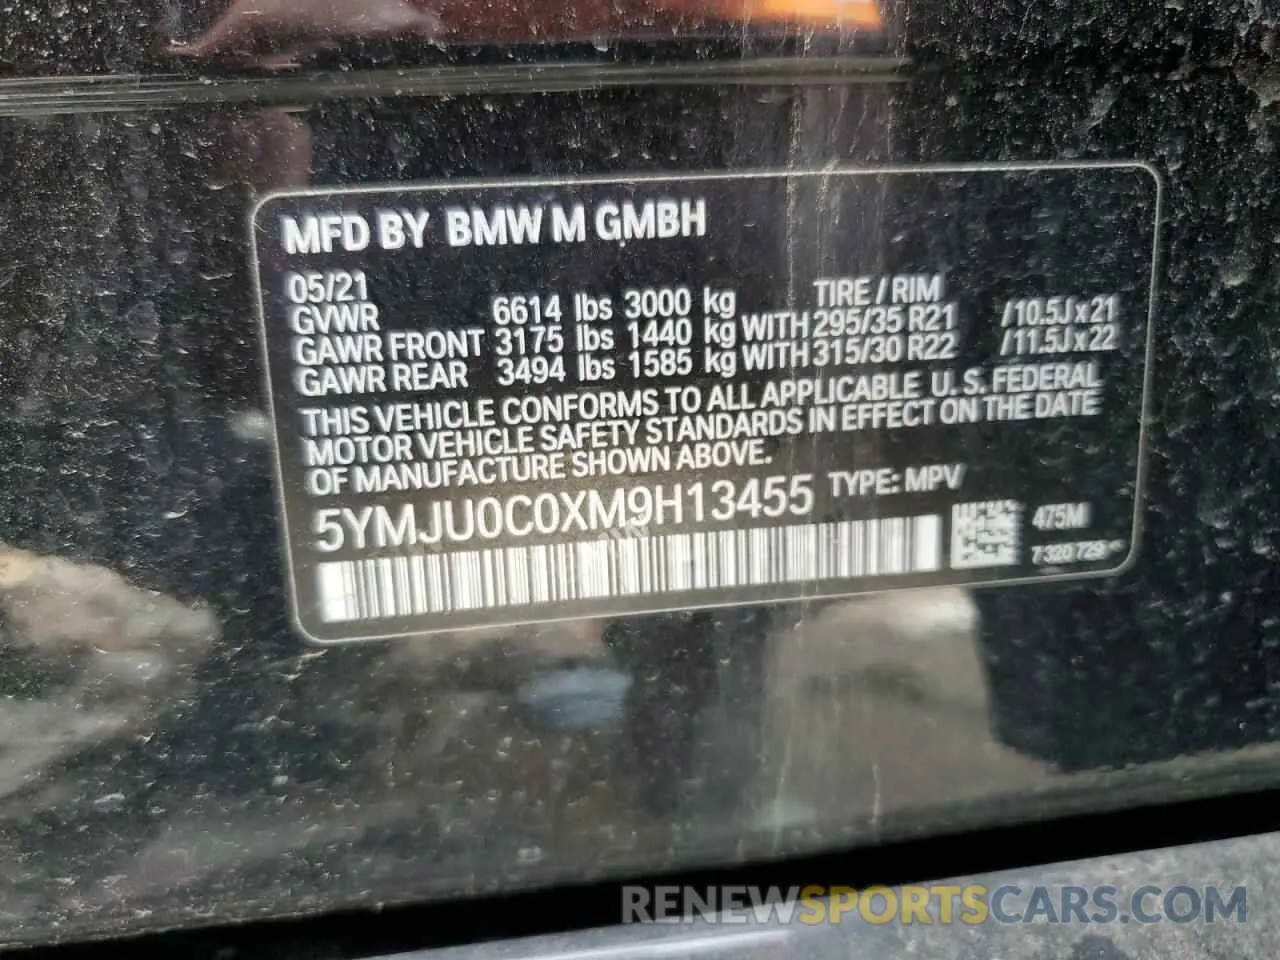 MFD BY BMW M GMBH
05/21 TIRE / RIM
GVWR 6614 lbs 3000 kg
GAWR FRONT 3175 lbs 1440 kg WITH 295/35 R21 /10.5J x 21
GAWR REAR 3494 lbs 1585 kg WITH 315/30 R22 /11.5J x 22
THIS VEHICLE CONFORMS TO ALL APPLICABLE U. S. FEDERAL
MOTOR VEHICLE SAFETY STANDARDS IN EFFECT ON THE DATE
OF MANUFACTURE SHOWN ABOVE.
5YMJU0C0XM9H13455 TYPE: MPV
475M
7 320 729
RENEWSPORTSCARS.COM